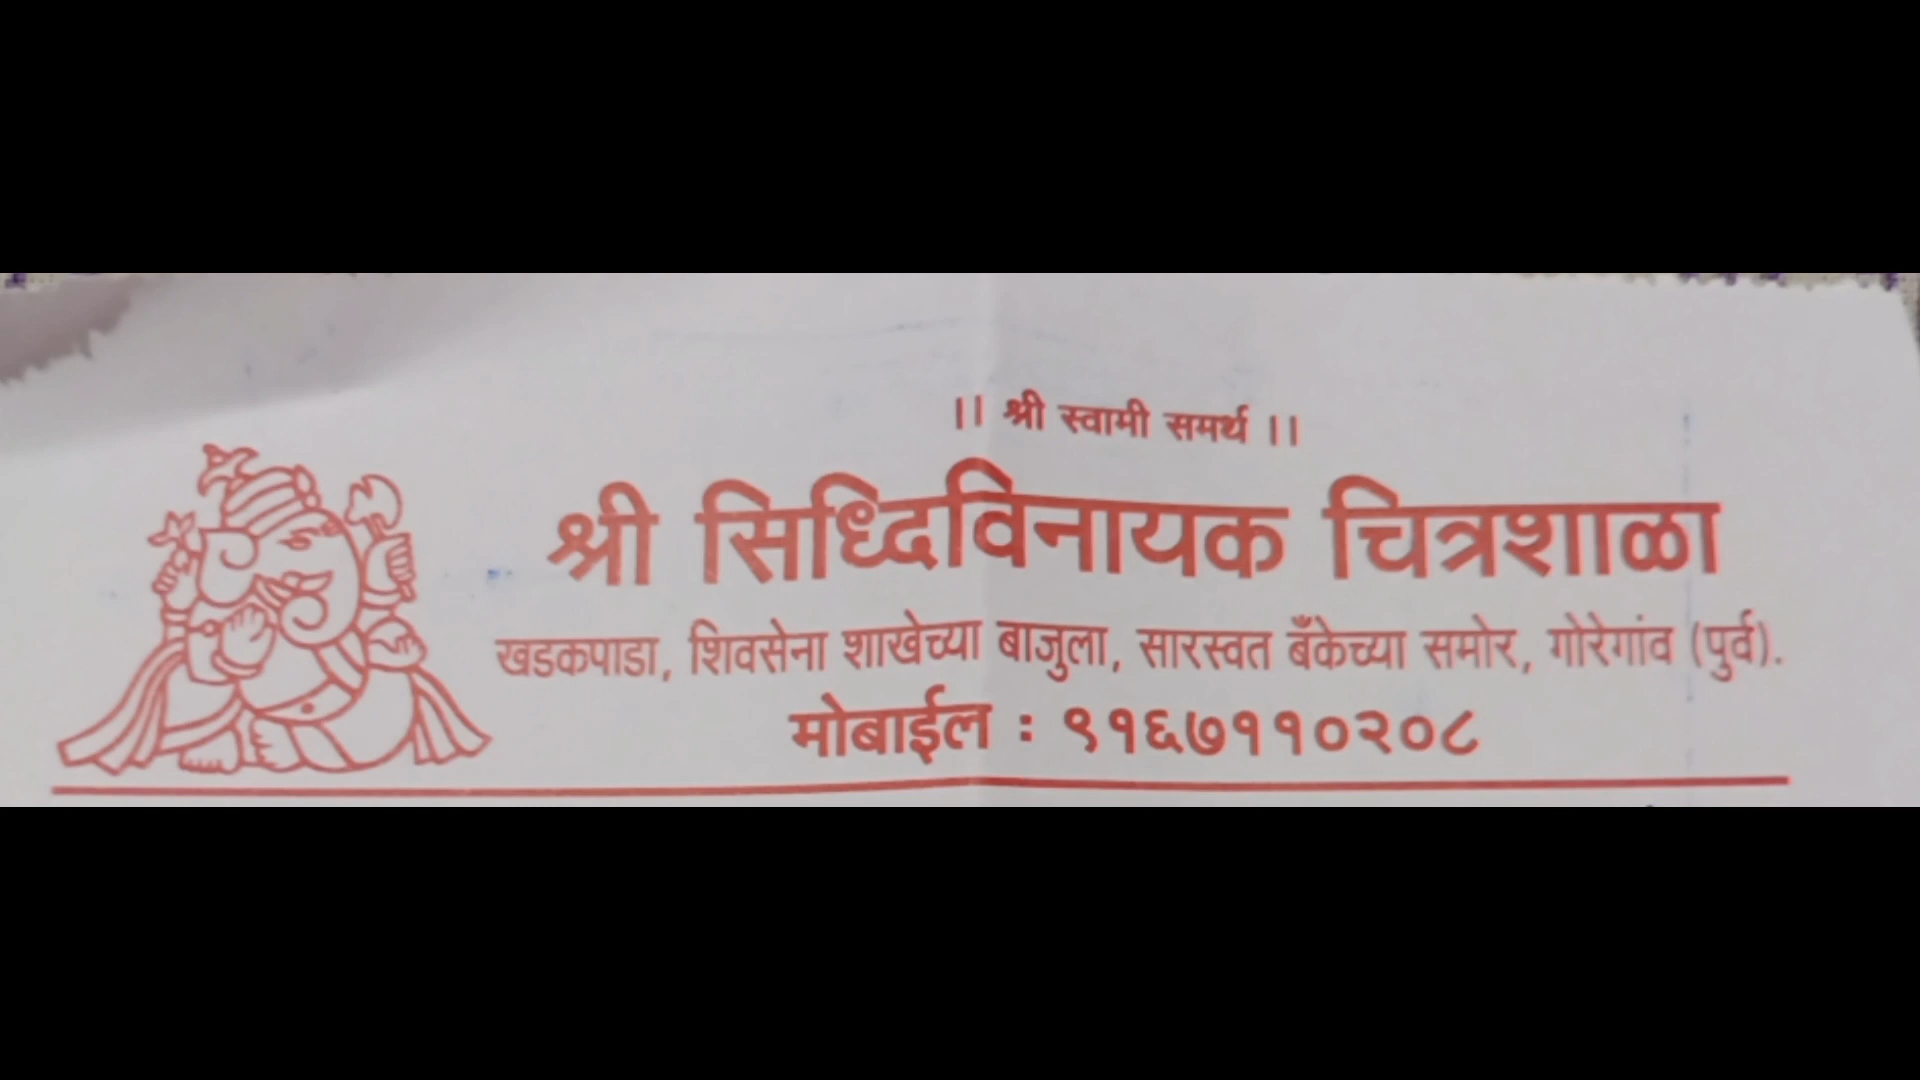 ।। श्री स्वामी समर्थ ।।
श्री सिध्दिविनायक चित्रशाळा
खडकपाडा, शिवसेना शाखेच्या बाजुला, सारस्वत बँकेच्या समोर, गोरेगांव (पुर्व).
मोबाईल : ९१६७११०२०८